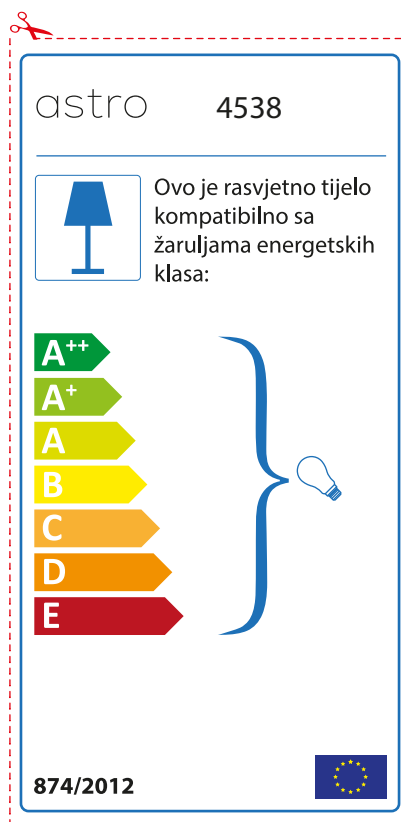 astro 4538
Ovo je rasvjetno tijelo
kompatibilno sa
žaruljama energetskih
klasa:
A++
A+
A
B
C
D
E
874/2012